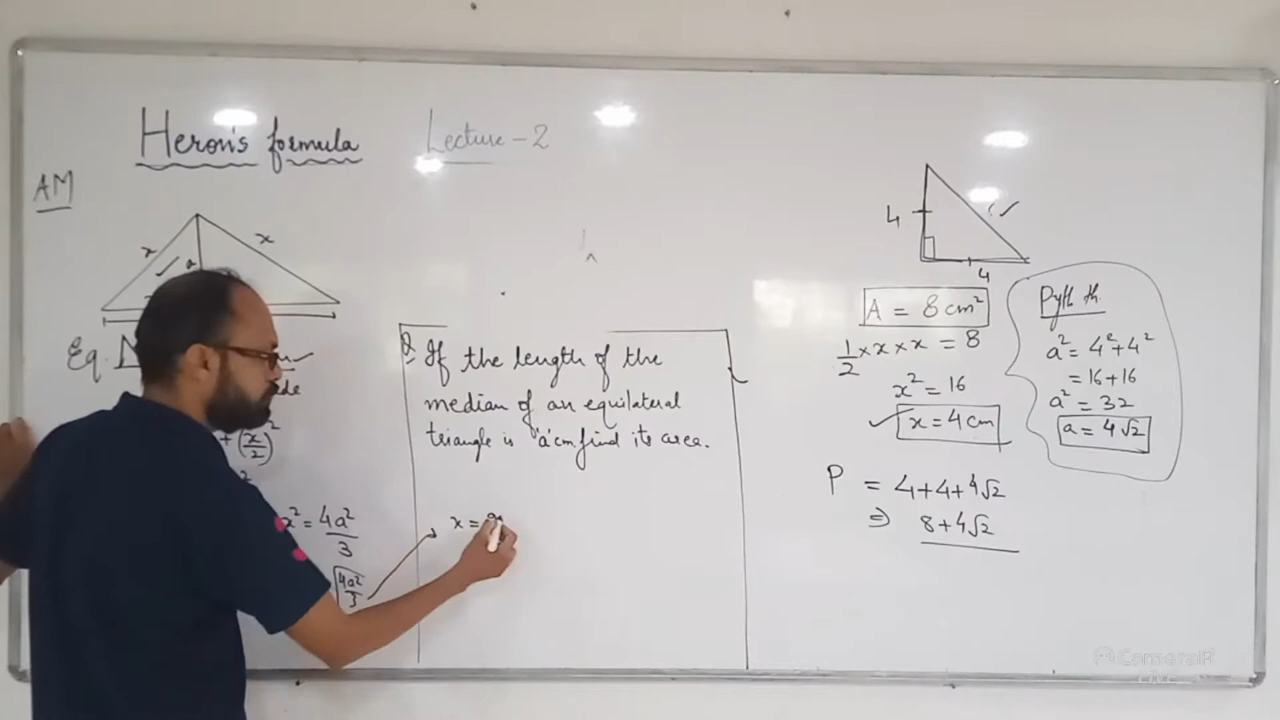 Heron's formula Lecture - 2
AM
x
x
a
Eq.
x² = 4a²/3
+ (x/2)²
√4a²/3
Q. If the length of the
median of an equilateral
triangle is 'a'cm find its area.
x =
4
4
A = 8 cm²
1/2 × x × x = 8
x² = 16
x = 4 cm
P = 4+4+4√2
⇒ 8+4√2
Pyth th.
a² = 4²+4²
= 16+16
a² = 32
a = 4√2